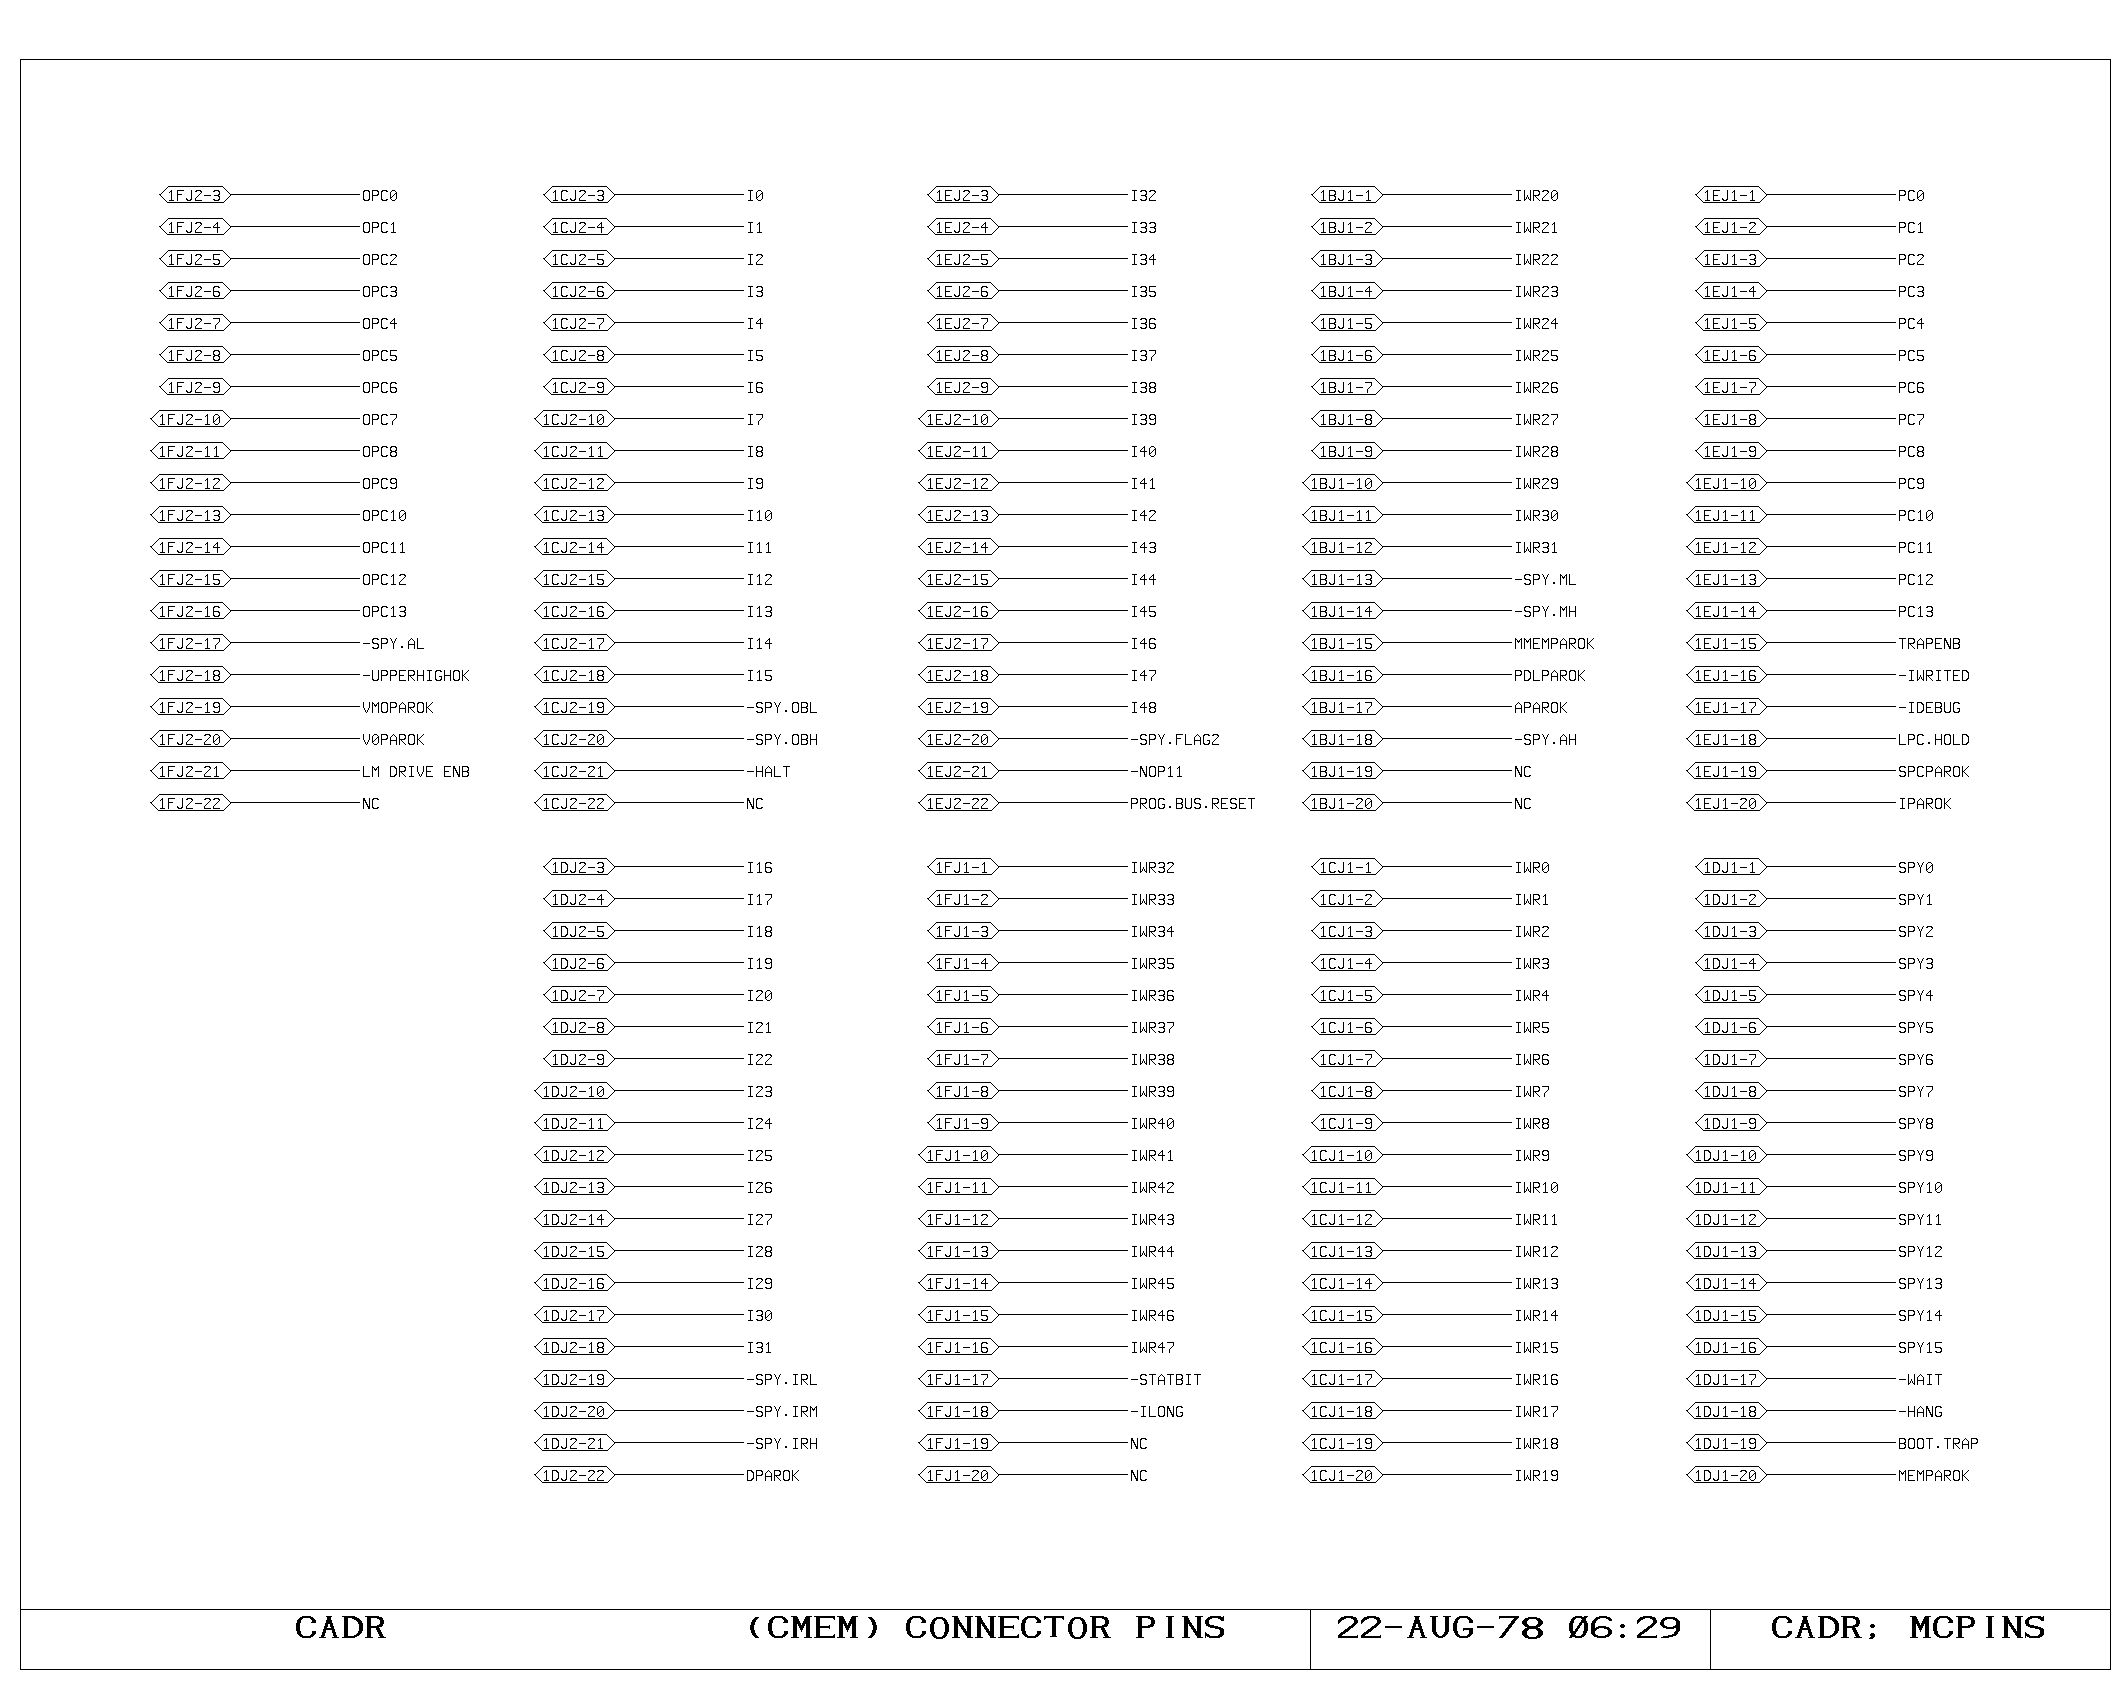 1FJ2-3 OPC0 1CJ2-3 I0 1EJ2-3 I32 1BJ1-1 IWR20 1EJ1-1 PC0
1FJ2-4 OPC1 1CJ2-4 I1 1EJ2-4 I33 1BJ1-2 IWR21 1EJ1-2 PC1
1FJ2-5 OPC2 1CJ2-5 I2 1EJ2-5 I34 1BJ1-3 IWR22 1EJ1-3 PC2
1FJ2-6 OPC3 1CJ2-6 I3 1EJ2-6 I35 1BJ1-4 IWR23 1EJ1-4 PC3
1FJ2-7 OPC4 1CJ2-7 I4 1EJ2-7 I36 1BJ1-5 IWR24 1EJ1-5 PC4
1FJ2-8 OPC5 1CJ2-8 I5 1EJ2-8 I37 1BJ1-6 IWR25 1EJ1-6 PC5
1FJ2-9 OPC6 1CJ2-9 I6 1EJ2-9 I38 1BJ1-7 IWR26 1EJ1-7 PC6
1FJ2-10 OPC7 1CJ2-10 I7 1EJ2-10 I39 1BJ1-8 IWR27 1EJ1-8 PC7
1FJ2-11 OPC8 1CJ2-11 I8 1EJ2-11 I40 1BJ1-9 IWR28 1EJ1-9 PC8
1FJ2-12 OPC9 1CJ2-12 I9 1EJ2-12 I41 1BJ1-10 IWR29 1EJ1-10 PC9
1FJ2-13 OPC10 1CJ2-13 I10 1EJ2-13 I42 1BJ1-11 IWR30 1EJ1-11 PC10
1FJ2-14 OPC11 1CJ2-14 I11 1EJ2-14 I43 1BJ1-12 IWR31 1EJ1-12 PC11
1FJ2-15 OPC12 1CJ2-15 I12 1EJ2-15 I44 1BJ1-13 -SPY.ML 1EJ1-13 PC12
1FJ2-16 OPC13 1CJ2-16 I13 1EJ2-16 I45 1BJ1-14 -SPY.MH 1EJ1-14 PC13
1FJ2-17 -SPY.AL 1CJ2-17 I14 1EJ2-17 I46 1BJ1-15 MMEMPAROK 1EJ1-15 TRAPENB
1FJ2-18 -UPPERHIGHOK 1CJ2-18 I15 1EJ2-18 I47 1BJ1-16 PDLPAROK 1EJ1-16 -IWRITED
1FJ2-19 VMOPAROK 1CJ2-19 -SPY.OBL 1EJ2-19 I48 1BJ1-17 APAROK 1EJ1-17 -IDEBUG
1FJ2-20 V0PAROK 1CJ2-20 -SPY.OBH 1EJ2-20 -SPY.FLAG2 1BJ1-18 -SPY.AH 1EJ1-18 LPC.HOLD
1FJ2-21 LM DRIVE ENB 1CJ2-21 -HALT 1EJ2-21 -NOP11 1BJ1-19 NC 1EJ1-19 SPCPAROK
1FJ2-22 NC 1CJ2-22 NC 1EJ2-22 PROG.BUS.RESET 1BJ1-20 NC 1EJ1-20 IPAROK
1DJ2-3 I16 1FJ1-1 IWR32 1CJ1-1 IWR0 1DJ1-1 SPY0
1DJ2-4 I17 1FJ1-2 IWR33 1CJ1-2 IWR1 1DJ1-2 SPY1
1DJ2-5 I18 1FJ1-3 IWR34 1CJ1-3 IWR2 1DJ1-3 SPY2
1DJ2-6 I19 1FJ1-4 IWR35 1CJ1-4 IWR3 1DJ1-4 SPY3
1DJ2-7 I20 1FJ1-5 IWR36 1CJ1-5 IWR4 1DJ1-5 SPY4
1DJ2-8 I21 1FJ1-6 IWR37 1CJ1-6 IWR5 1DJ1-6 SPY5
1DJ2-9 I22 1FJ1-7 IWR38 1CJ1-7 IWR6 1DJ1-7 SPY6
1DJ2-10 I23 1FJ1-8 IWR39 1CJ1-8 IWR7 1DJ1-8 SPY7
1DJ2-11 I24 1FJ1-9 IWR40 1CJ1-9 IWR8 1DJ1-9 SPY8
1DJ2-12 I25 1FJ1-10 IWR41 1CJ1-10 IWR9 1DJ1-10 SPY9
1DJ2-13 I26 1FJ1-11 IWR42 1CJ1-11 IWR10 1DJ1-11 SPY10
1DJ2-14 I27 1FJ1-12 IWR43 1CJ1-12 IWR11 1DJ1-12 SPY11
1DJ2-15 I28 1FJ1-13 IWR44 1CJ1-13 IWR12 1DJ1-13 SPY12
1DJ2-16 I29 1FJ1-14 IWR45 1CJ1-14 IWR13 1DJ1-14 SPY13
1DJ2-17 I30 1FJ1-15 IWR46 1CJ1-15 IWR14 1DJ1-15 SPY14
1DJ2-18 I31 1FJ1-16 IWR47 1CJ1-16 IWR15 1DJ1-16 SPY15
1DJ2-19 -SPY.IRL 1FJ1-17 -STATBIT 1CJ1-17 IWR16 1DJ1-17 -WAIT
1DJ2-20 -SPY.IRM 1FJ1-18 -ILONG 1CJ1-18 IWR17 1DJ1-18 -HANG
1DJ2-21 -SPY.IRH 1FJ1-19 NC 1CJ1-19 IWR18 1DJ1-19 BOOT.TRAP
1DJ2-22 DPAROK 1FJ1-20 NC 1CJ1-20 IWR19 1DJ1-20 MEMPAROK
CADR (CMEM) CONNECTOR PINS 22-AUG-78 06:29 CADR; MCPINS